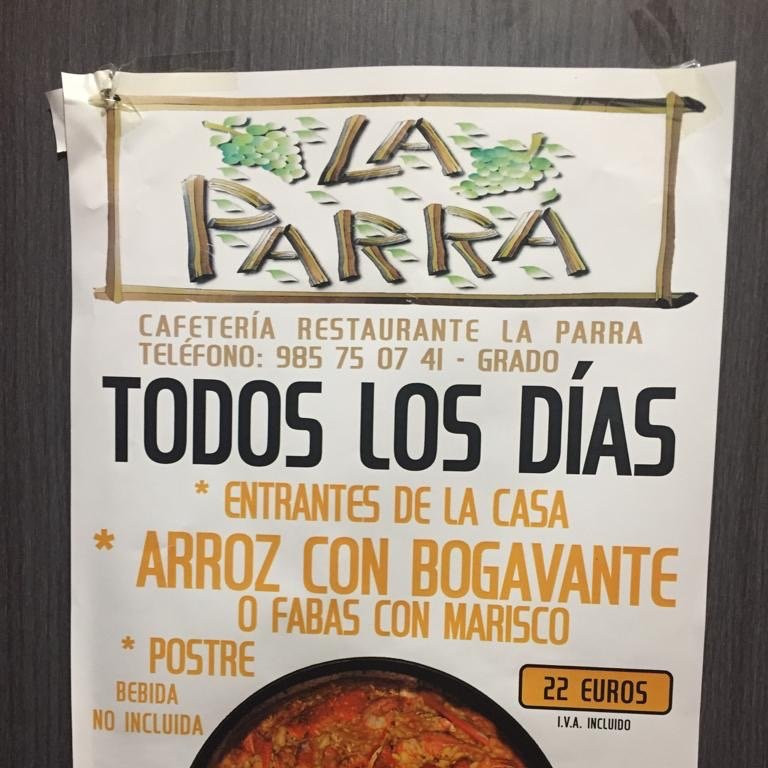 LA
PARRA
CAFETERÍA RESTAURANTE LA PARRA
TELÉFONO: 985 75 07 41 - GRADO
TODOS LOS DÍAS
* ENTRANTES DE LA CASA
* ARROZ CON BOGAVANTE
O FABAS CON MARISCO
* POSTRE
BEBIDA
NO INCLUIDA
22 EUROS
I.V.A. INCLUIDO